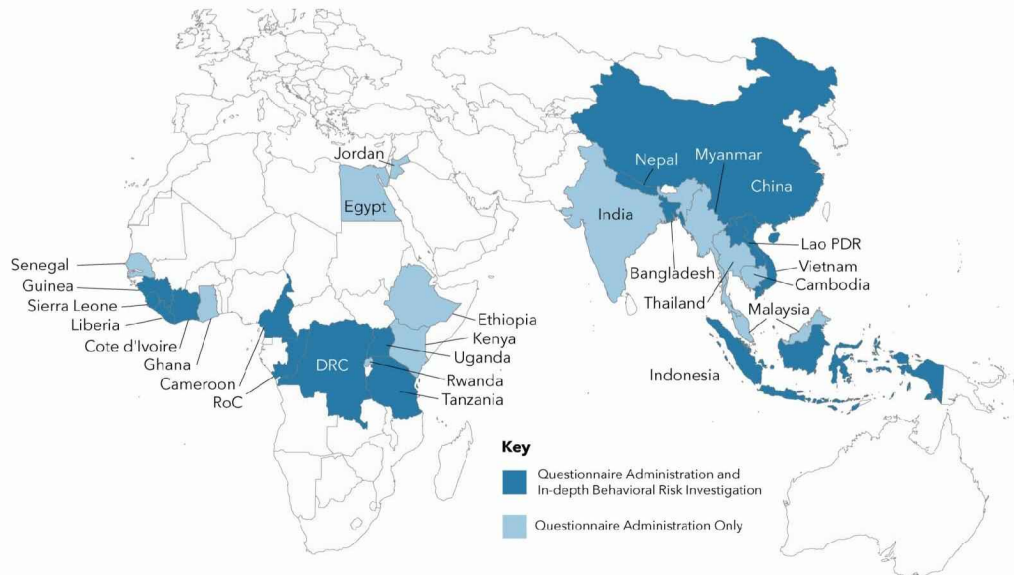 Jordan
Egypt
Senegal
Guinea
Sierra Leone
Liberia
Cote d'Ivoire
Ghana
Cameroon
RoC
DRC
Ethiopia
Kenya
Uganda
Rwanda
Tanzania
Nepal
Myanmar
China
India
Bangladesh
Lao PDR
Vietnam
Cambodia
Thailand
Malaysia
Indonesia
Key
Questionnaire Administration and
In-depth Behavioral Risk Investigation
Questionnaire Administration Only